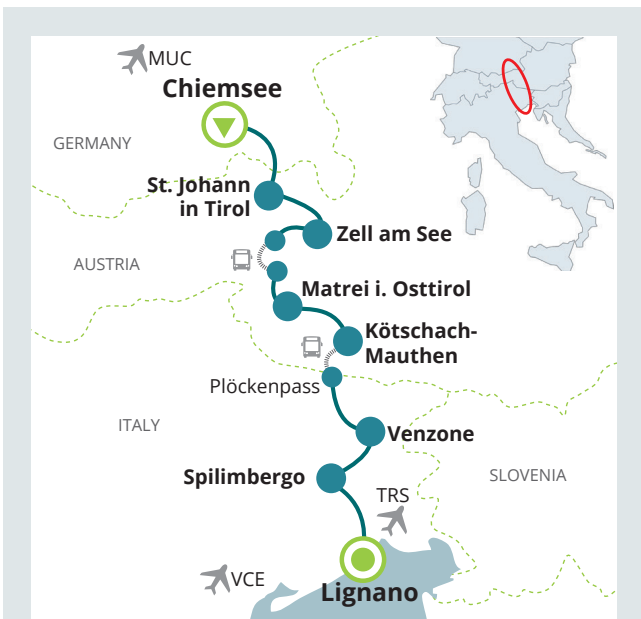 MUC
Chiemsee
GERMANY
St. Johann
in Tirol
Zell am See
AUSTRIA
Matrei i. Osttirol
Kötschach-
Mauthen
Plöckenpass
ITALY
Venzone
Spilimbergo
SLOVENIA
TRS
VCE
Lignano